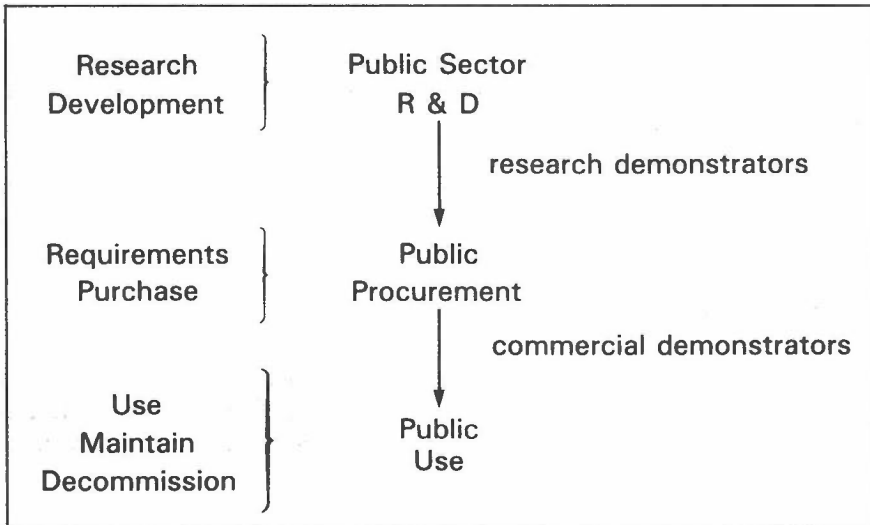 Research
Development
Public Sector
R & D
research demonstrators
Requirements
Purchase
Public
Procurement
commercial demonstrators
Use
Maintain
Decommission
Public
Use